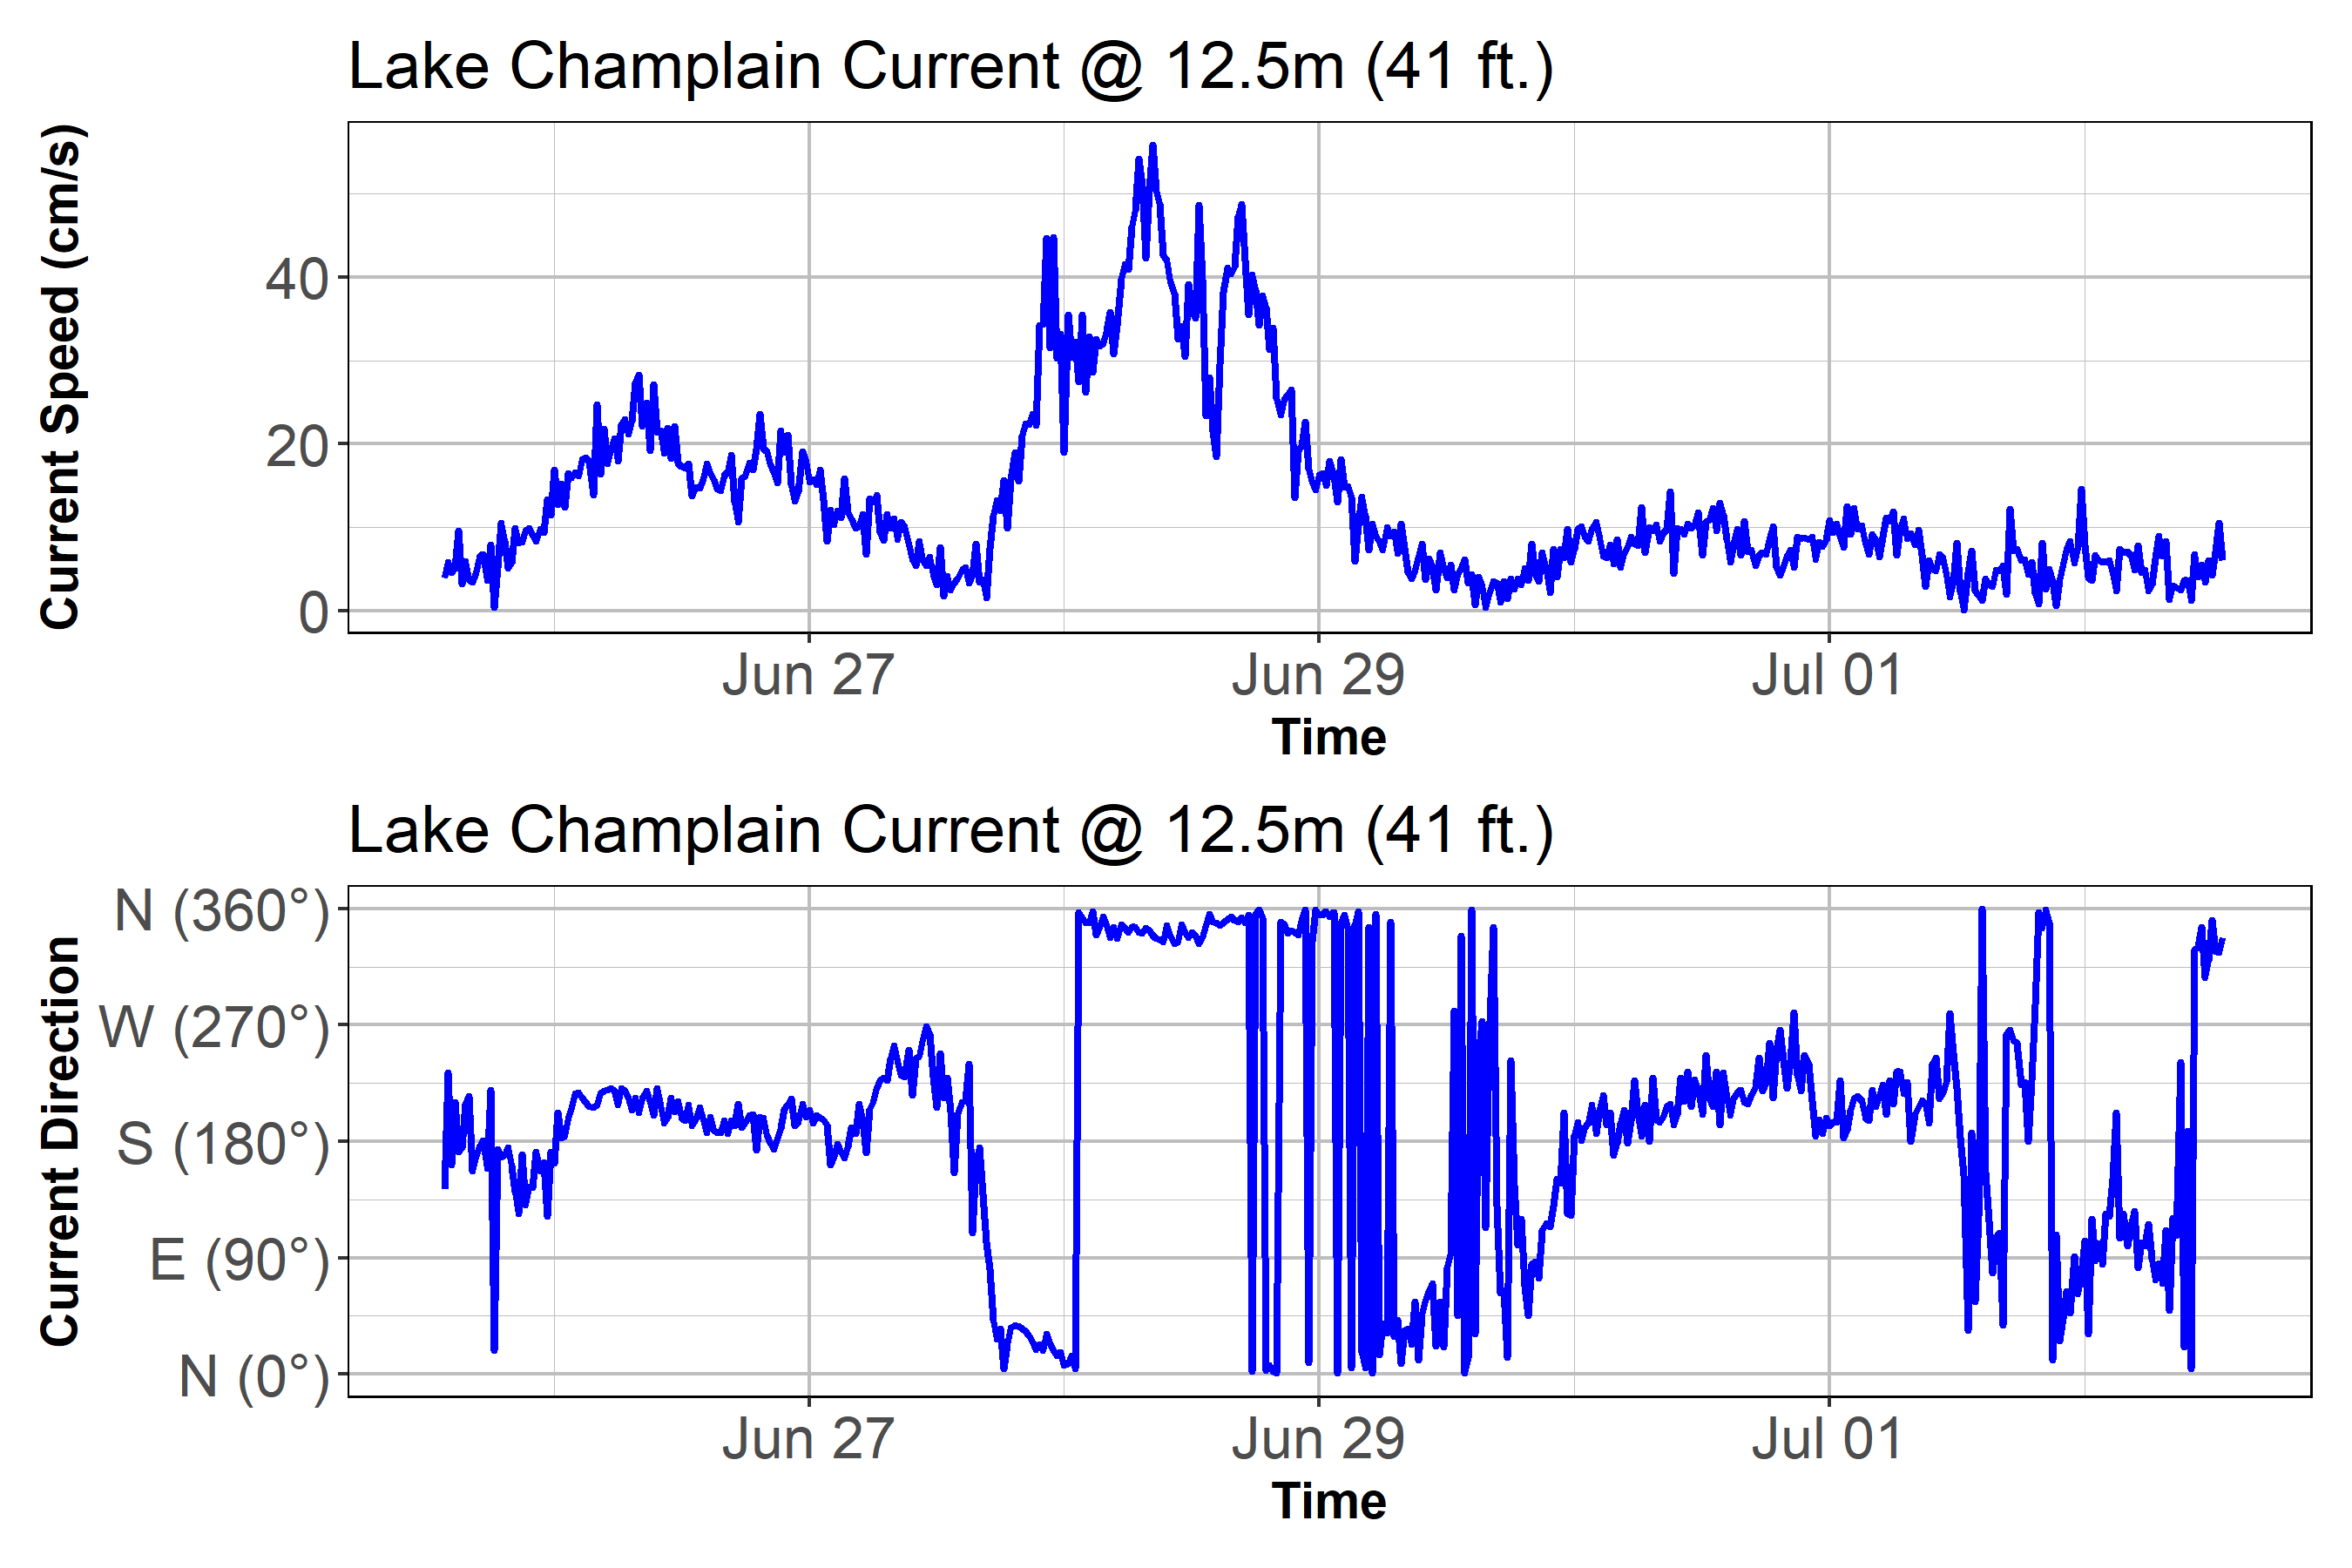 Lake Champlain Current @ 12.5m (41 ft.)
Current Speed (cm/s)
40
20
0
Jun 27 Jun 29 Jul 01
Time
Lake Champlain Current @ 12.5m (41 ft.)
Current Direction
N (360°)
W (270°)
S (180°)
E (90°)
N (0°)
Jun 27 Jun 29 Jul 01
Time